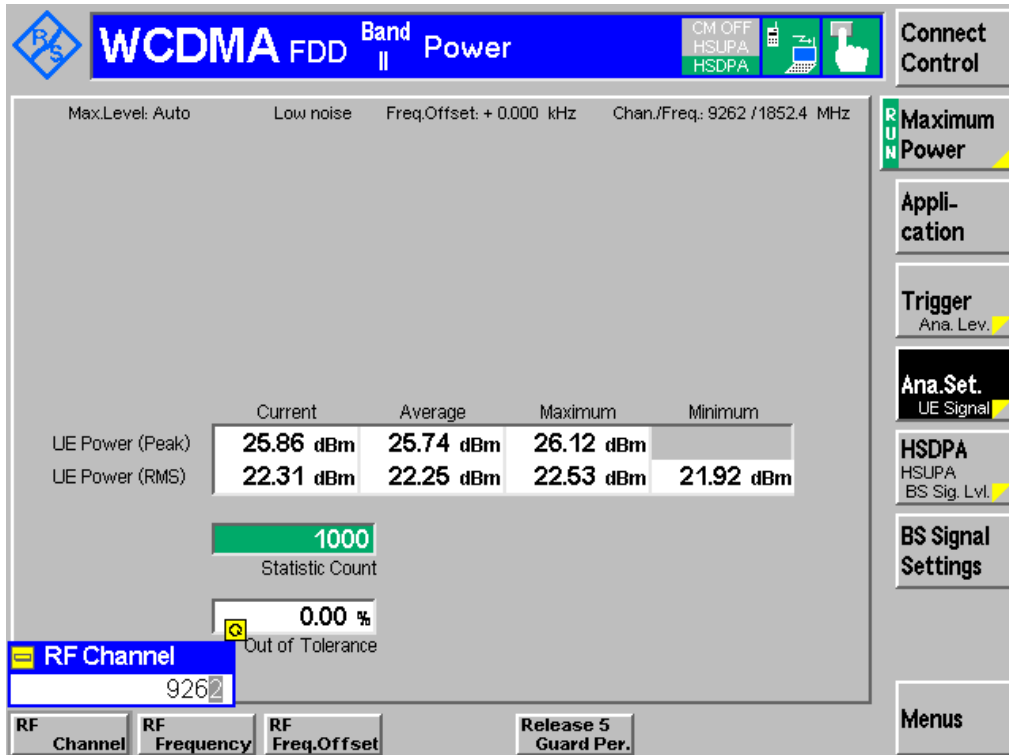 R&S WCDMA FDD Band II Power CM OFF HSUPA HSDPA
Connect Control
Max.Level: Auto Low noise Freq.Offset: + 0.000 kHz Chan./Freq.: 9262 / 1852.4 MHz
RUN Maximum Power
Appli-
cation
Trigger
Ana. Lev.
Ana.Set.
UE Signal
Current Average Maximum Minimum
UE Power (Peak) 25.86 dBm 25.74 dBm 26.12 dBm
UE Power (RMS) 22.31 dBm 22.25 dBm 22.53 dBm 21.92 dBm
HSDPA
HSUPA
BS Sig. Lvl.
1000
Statistic Count
BS Signal
Settings
0.00 %
Out of Tolerance
RF Channel
9262
RF Channel
RF Frequency
RF Freq.Offset
Release 5 Guard Per.
Menus